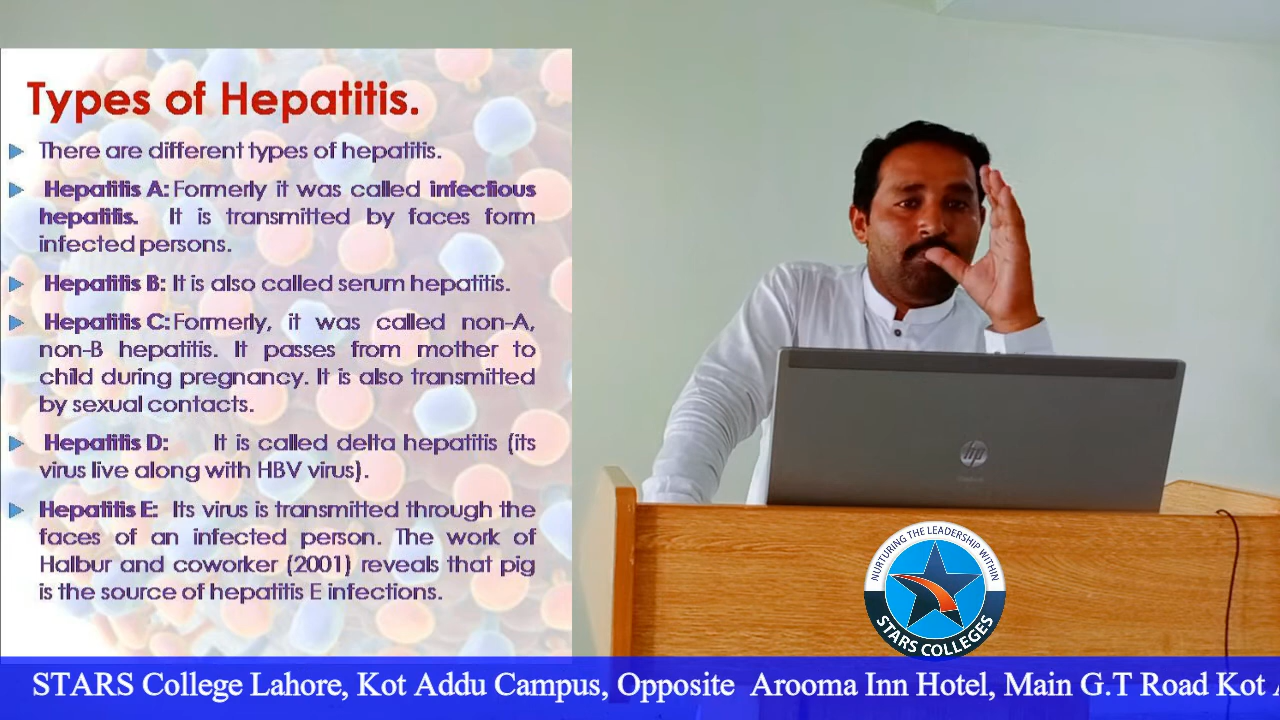 Types of Hepatitis.
There are different types of hepatitis.
Hepatitis A: Formerly it was called infectious
hepatitis. It is transmitted by faces form
infected persons.
Hepatitis B: It is also called serum hepatitis.
Hepatitis C: Formerly, it was called non-A,
non-B hepatitis. It passes from mother to
child during pregnancy. It is also transmitted
by sexual contacts.
Hepatitis D: It is called delta hepatitis (its
virus live along with HBV virus).
Hepatitis E: Its virus is transmitted through the
faces of an infected person. The work of
Halbur and coworker (2001) reveals that pig
is the source of hepatitis E infections.
hp
NURTURING THE LEADERSHIP WITHIN
STARS COLLEGES
STARS College Lahore, Kot Addu Campus, Opposite Arooma Inn Hotel, Main G.T Road Kot